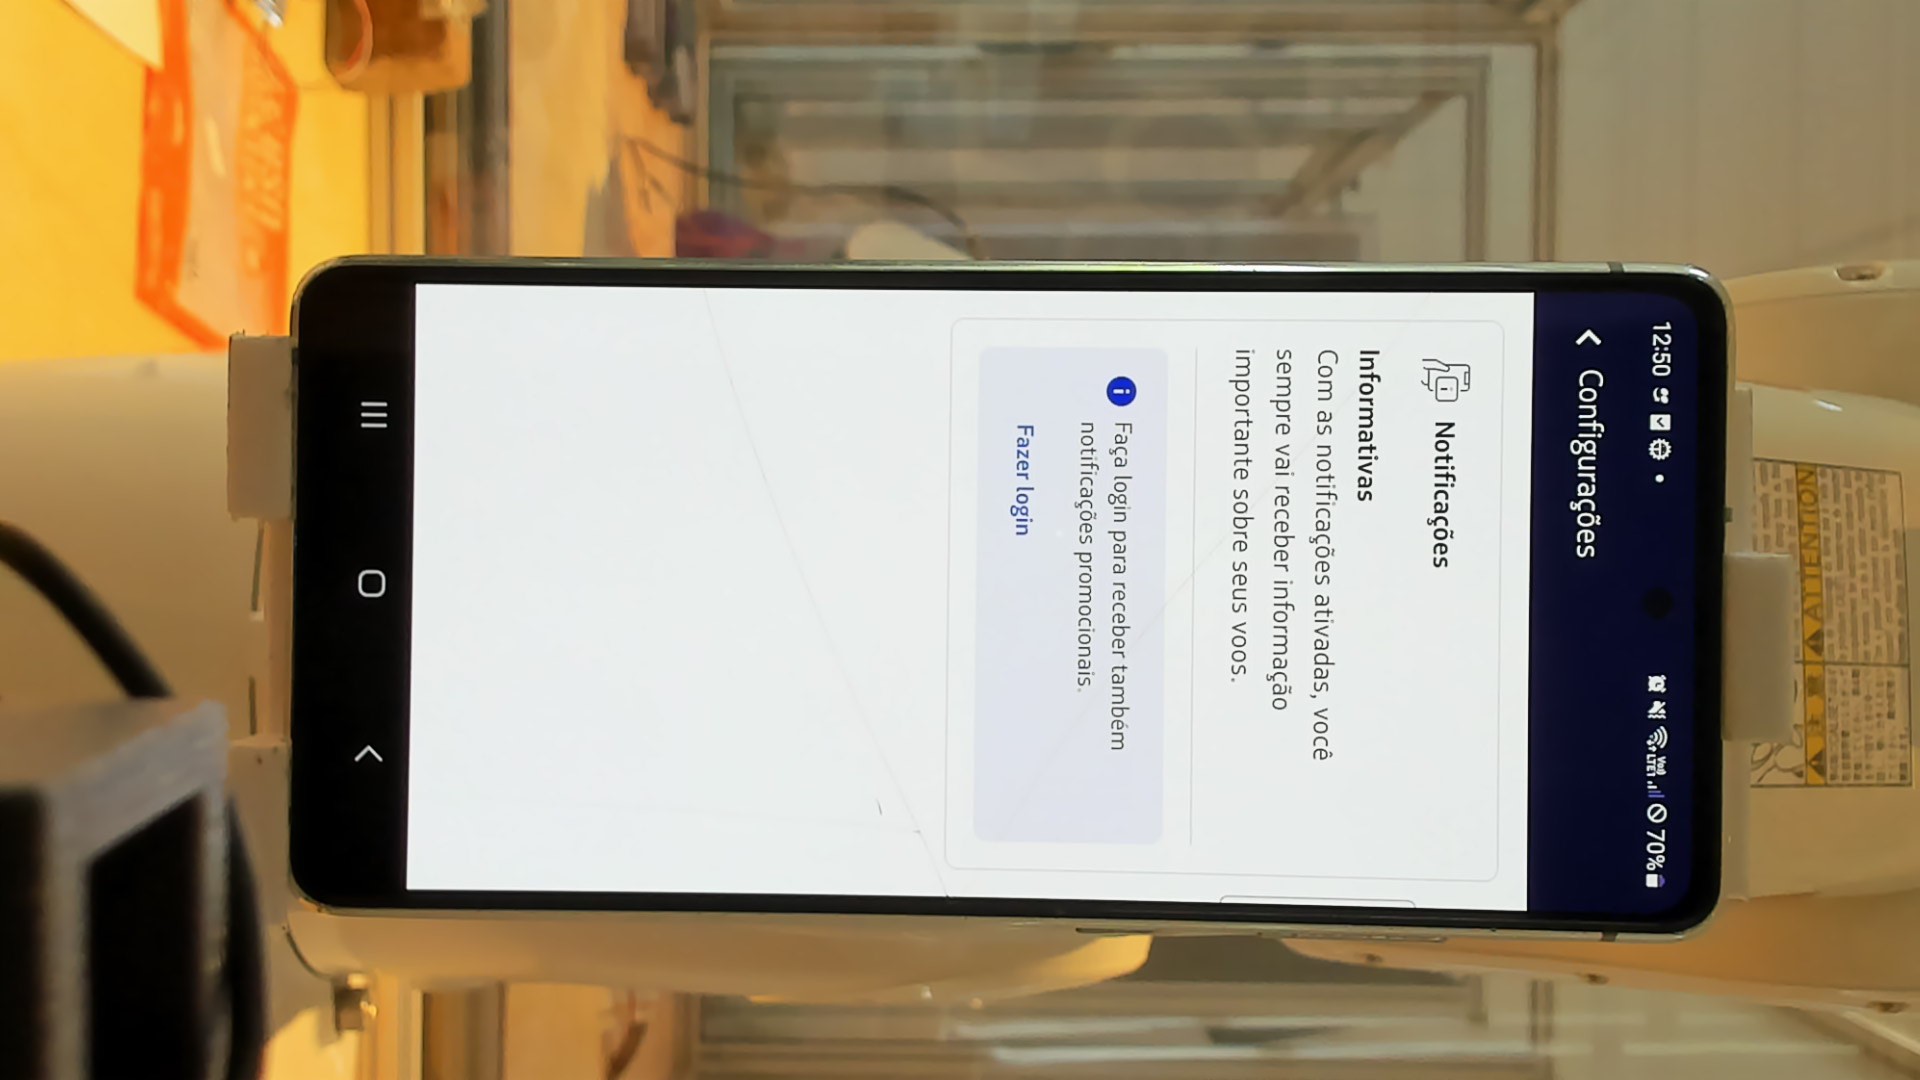 12:50
70%
Configurações
Notificações
Informativas
Com as notificações ativadas, você
sempre vai receber informação
importante sobre seus voos.
Faça login para receber também
notificações promocionais.
Fazer login
ATTENTION